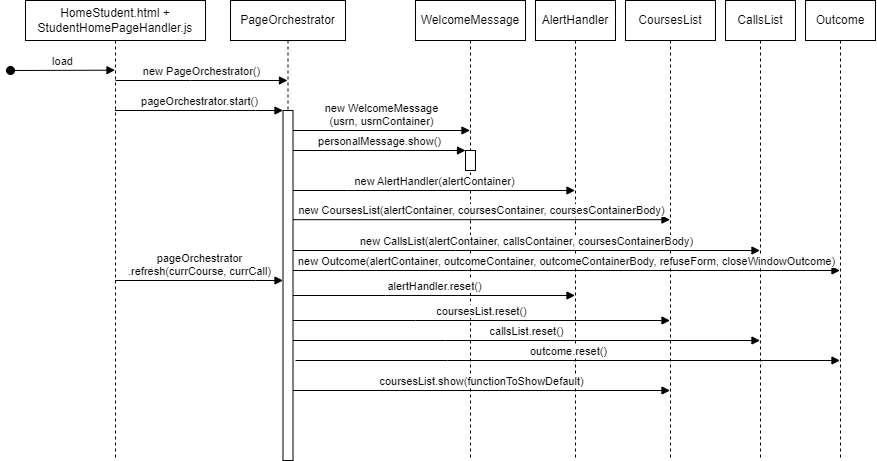 HomeStudent.html +
StudentHomePageHandler.js
PageOrchestrator
WelcomeMessage
AlertHandler
CoursesList
CallsList
Outcome
load
new PageOrchestrator()
pageOrchestrator.start()
new WelcomeMessage
(usrn, usrnContainer)
personalMessage.show()
new AlertHandler(alertContainer)
new CoursesList(alertContainer, coursesContainer, coursesContainerBody)
new CallsList(alertContainer, callsContainer, coursesContainerBody)
new Outcome(alertContainer, outcomeContainer, outcomeContainerBody, refuseForm, closeWindowOutcome)
pageOrchestrator
.refresh(currCourse, currCall)
alertHandler.reset()
coursesList.reset()
callsList.reset()
outcome.reset()
coursesList.show(functionToShowDefault)